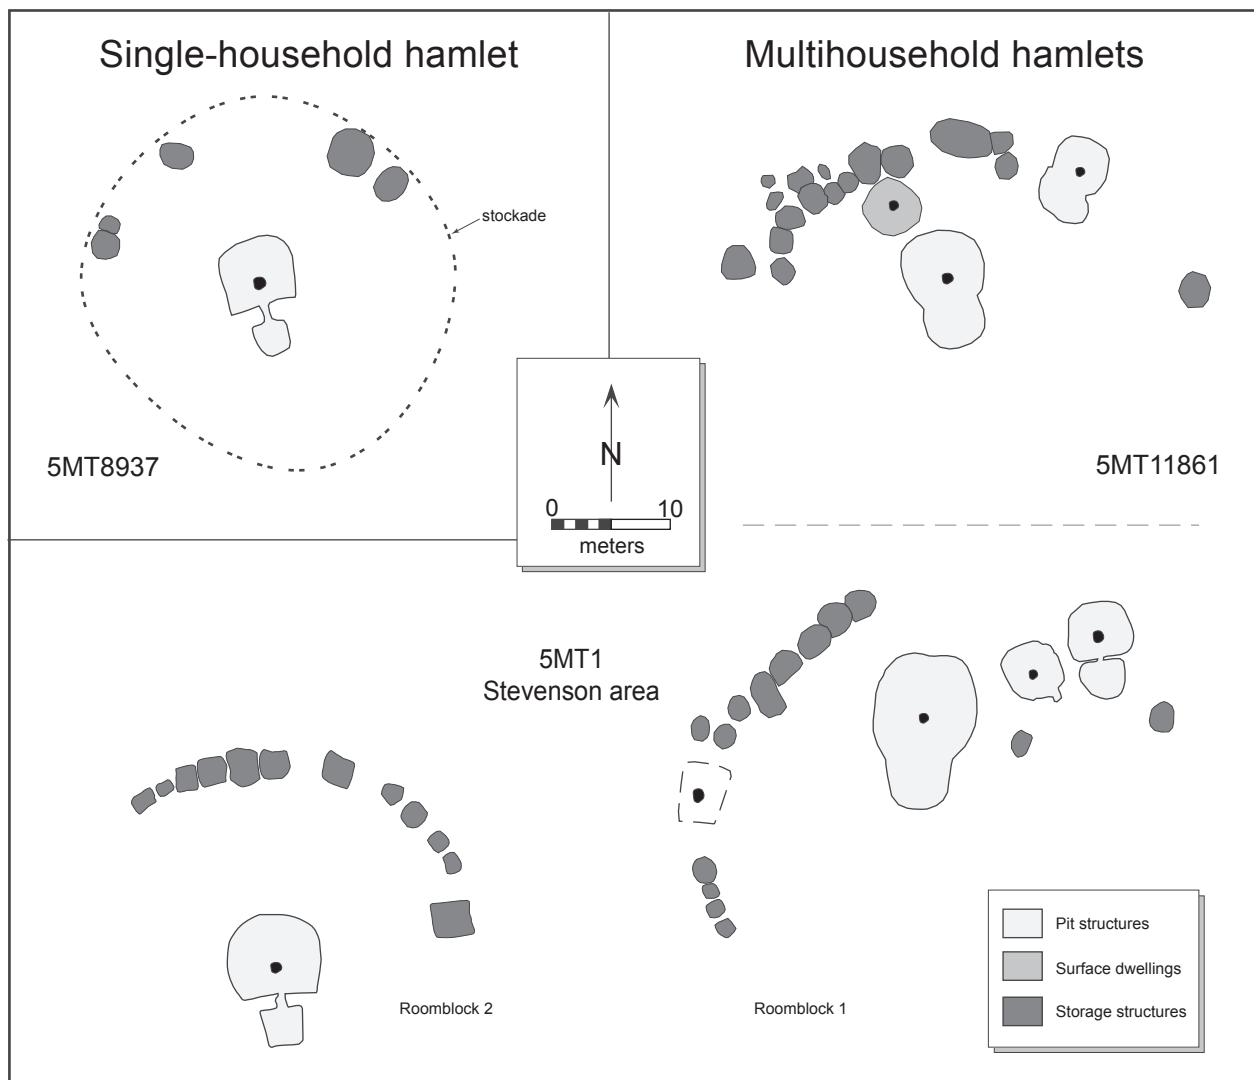 Single-household hamlet
Multihousehold hamlets
stockade
5MT8937
5MT11861
N
0 10
meters
5MT1
Stevenson area
Roomblock 2
Roomblock 1
Pit structures
Surface dwellings
Storage structures